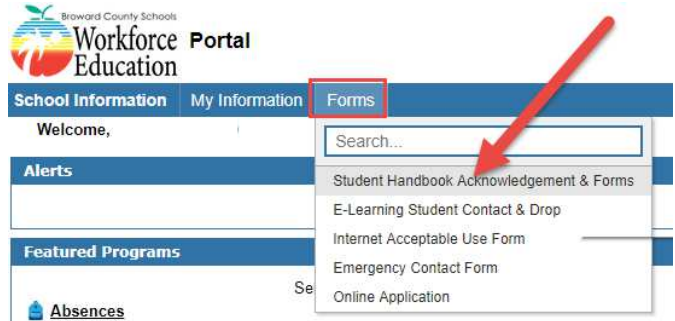 Broward County Schools
Workforce Portal
Education
School Information My Information Forms
Welcome,
Search...
Alerts
Student Handbook Acknowledgement & Forms
E-Learning Student Contact & Drop
Internet Acceptable Use Form
Featured Programs
Emergency Contact Form
Se
Online Application
Absences